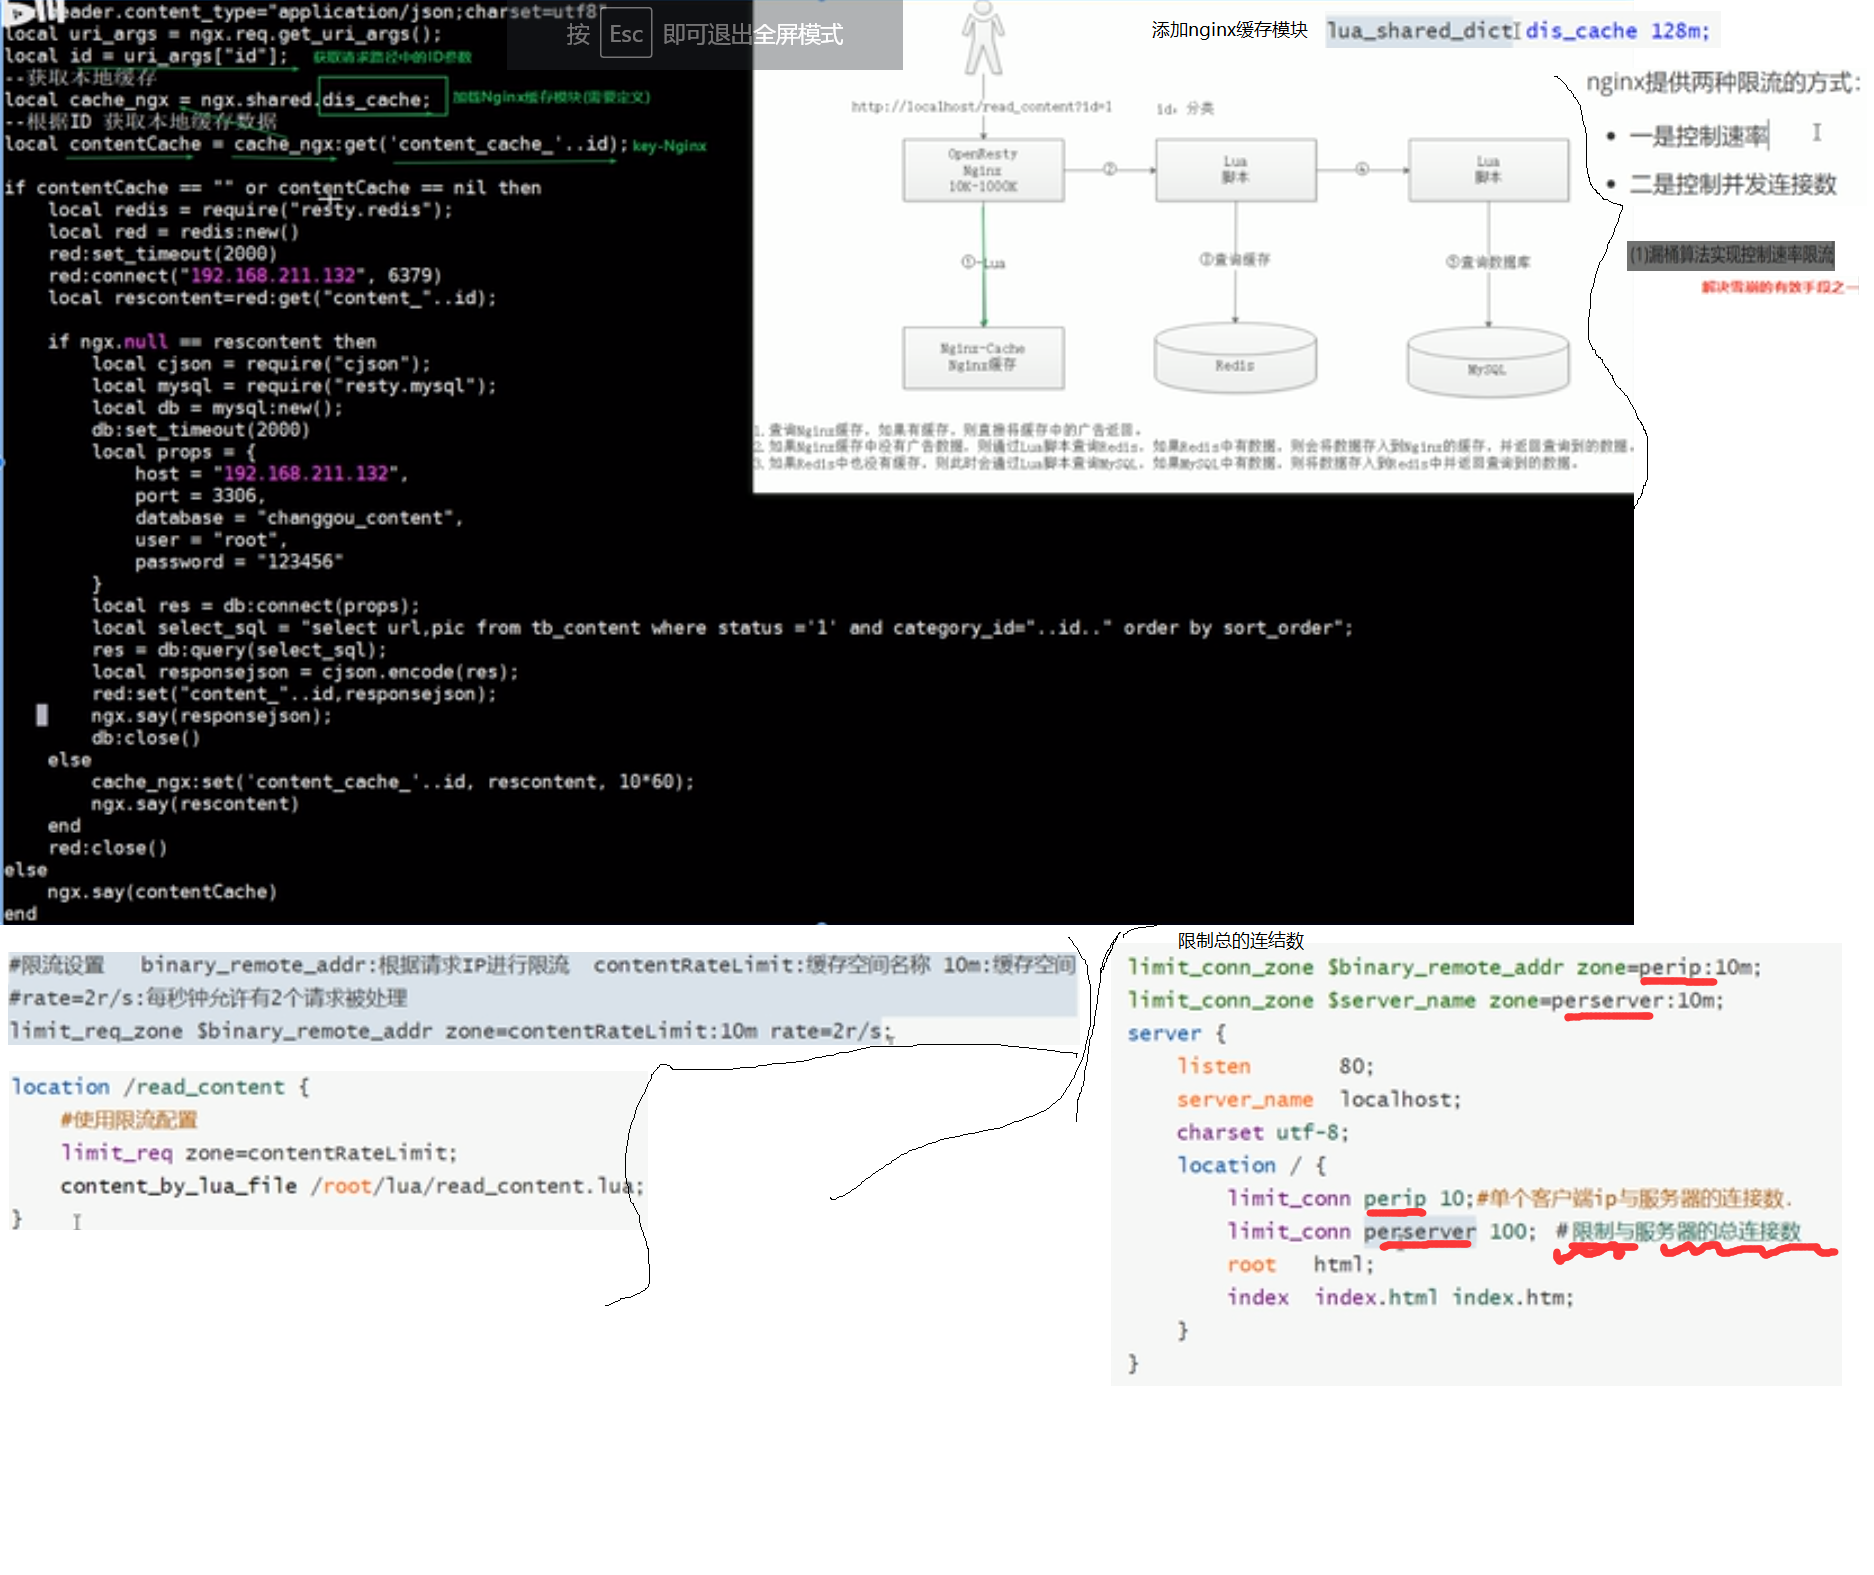 eader.content_type="application/json;charset=utf8"
local uri_args = ngx.req.get_uri_args();
local id = uri_args["id"]; 获取请求路径中的ID参数
--获取本地缓存
local cache_ngx = ngx.shared.dis_cache; 加载Nginx缓存模块(需要定义)
--根据ID 获取本地缓存数据
local contentCache = cache_ngx:get('content_cache_'..id); key-Nginx
if contentCache == "" or contentCache == nil then
local redis = require("resty.redis");
local red = redis:new()
red:set_timeout(2000)
red:connect("192.168.211.132", 6379)
local rescontent=red:get("content_"..id);
if ngx.null == rescontent then
local cjson = require("cjson");
local mysql = require("resty.mysql");
local db = mysql:new();
db:set_timeout(2000)
local props = {
host = "192.168.211.132",
port = 3306,
database = "changgou_content",
user = "root",
password = "123456"
}
local res = db:connect(props);
local select_sql = "select url,pic from tb_content where status ='1' and category_id="..id.." order by sort_order";
res = db:query(select_sql);
local responsejson = cjson.encode(res);
red:set("content_"..id,responsejson);
ngx.say(responsejson);
db:close()
else
cache_ngx:set('content_cache_'..id, rescontent, 10*60);
ngx.say(rescontent)
end
red:close()
else
ngx.say(contentCache)
end
按 Esc 即可退出全屏模式
http://localhost/read_content?id=1
id: 分类
OpenResty
Nginx
10K-1000K
②
Lua
脚本
④
Lua
脚本
①-Lua
③查询缓存
⑤查询数据库
Nginx-Cache
Nginx缓存
Redis
MySQL
1. 查询Nginx缓存，如果有缓存，则直接将缓存中的广告返回。
2. 如果Nginx缓存中没有广告数据，则通过Lua脚本查询Redis，如果Redis中有数据，则会将数据存入到Nginx的缓存，并返回查询到的数据。
3. 如果Redis中也没有缓存，则此时会通过Lua脚本查询MySQL，如果MySQL中有数据，则将数据存入到Redis中并返回查询到的数据。
添加nginx缓存模块 lua_shared_dict dis_cache 128m;
nginx提供两种限流的方式：
• 一是控制速率
• 二是控制并发连接数
(1)漏桶算法实现控制速率限流
解决雪崩的有效手段之一
#限流设置 binary_remote_addr:根据请求IP进行限流 contentRateLimit:缓存空间名称 10m:缓存空间
#rate=2r/s:每秒钟允许有2个请求被处理
limit_req_zone $binary_remote_addr zone=contentRateLimit:10m rate=2r/s;
location /read_content {
#使用限流配置
limit_req zone=contentRateLimit;
content_by_lua_file /root/lua/read_content.lua;
}
限制总的连结数
limit_conn_zone $binary_remote_addr zone=perip:10m;
limit_conn_zone $server_name zone=perserver:10m;
server {
listen 80;
server_name localhost;
charset utf-8;
location / {
limit_conn perip 10;#单个客户端ip与服务器的连接数.
limit_conn perserver 100; #限制与服务器的总连接数
root html;
index index.html index.htm;
}
}